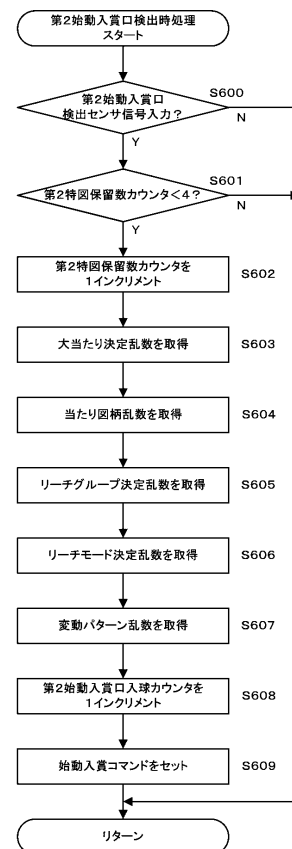 第2始動入賞口検出時処理
スタート
S600
第2始動入賞口
検出センサ信号入力？
N
Y
S601
第2特図保留数カウンタ<4？
N
Y
第2特図保留数カウンタを
1インクリメント
S602
大当たり決定乱数を取得
S603
当たり図柄乱数を取得
S604
リーチグループ決定乱数を取得
S605
リーチモード決定乱数を取得
S606
変動パターン乱数を取得
S607
第2始動入賞口入球カウンタを
1インクリメント
S608
始動入賞コマンドをセット
S609
リターン